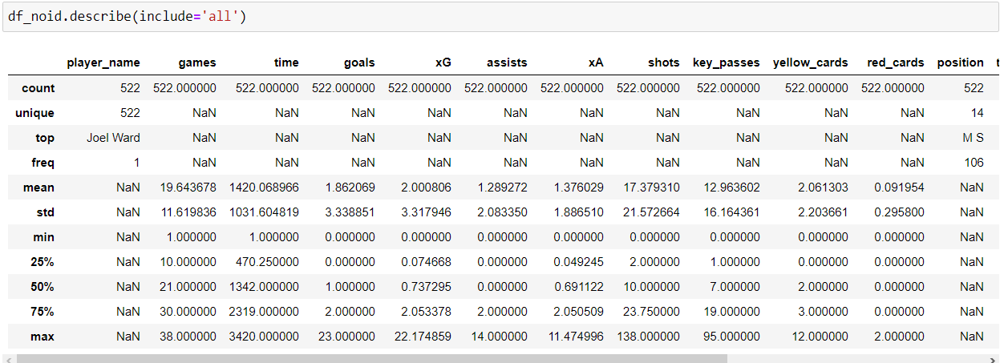 df_noid.describe(include='all')
player_name games time goals xG assists xA shots key_passes yellow_cards red_cards position t
count 522 522.000000 522.000000 522.000000 522.000000 522.000000 522.000000 522.000000 522.000000 522.000000 522.000000 522
unique 522 NaN NaN NaN NaN NaN NaN NaN NaN NaN NaN 14
top Joel Ward NaN NaN NaN NaN NaN NaN NaN NaN NaN NaN M S
freq 1 NaN NaN NaN NaN NaN NaN NaN NaN NaN NaN 106
mean NaN 19.643678 1420.068966 1.862069 2.000806 1.289272 1.376029 17.379310 12.963602 2.061303 0.091954 NaN
std NaN 11.619836 1031.604819 3.338851 3.317946 2.083350 1.886510 21.572664 16.164361 2.203661 0.295800 NaN
min NaN 1.000000 1.000000 0.000000 0.000000 0.000000 0.000000 0.000000 0.000000 0.000000 0.000000 NaN
25% NaN 10.000000 470.250000 0.000000 0.074668 0.000000 0.049245 2.000000 1.000000 0.000000 0.000000 NaN
50% NaN 21.000000 1342.000000 1.000000 0.737295 0.000000 0.691122 10.000000 7.000000 2.000000 0.000000 NaN
75% NaN 30.000000 2319.000000 2.000000 2.053378 2.000000 2.050509 23.750000 19.000000 3.000000 0.000000 NaN
max NaN 38.000000 3420.000000 23.000000 22.174859 14.000000 11.474996 138.000000 95.000000 12.000000 2.000000 NaN